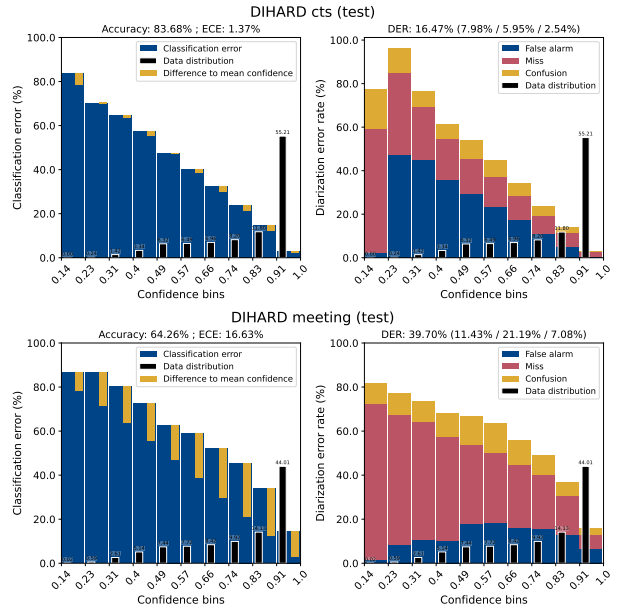 DIHARD cts (test)
Accuracy: 83.68% ; ECE: 1.37%
DER: 16.47% (7.98% / 5.95% / 2.54%)
Classification error (%)
100.0
80.0
60.0
40.0
20.0
0.0
Classification error
Data distribution
Difference to mean confidence
55.21
0.14 0.23 0.31 0.4 0.49 0.57 0.66 0.74 0.83 0.91 1.0
Confidence bins
Diarization error rate (%)
100.0
80.0
60.0
40.0
20.0
0.0
False alarm
Miss
Confusion
Data distribution
55.21
11.80
0.14 0.23 0.31 0.4 0.49 0.57 0.66 0.74 0.83 0.91 1.0
Confidence bins
DIHARD meeting (test)
Accuracy: 64.26% ; ECE: 16.63%
DER: 39.70% (11.43% / 21.19% / 7.08%)
Classification error (%)
100.0
80.0
60.0
40.0
20.0
0.0
Classification error
Data distribution
Difference to mean confidence
44.01
0.14 0.23 0.31 0.4 0.49 0.57 0.66 0.74 0.83 0.91 1.0
Confidence bins
Diarization error rate (%)
100.0
80.0
60.0
40.0
20.0
0.0
False alarm
Miss
Confusion
Data distribution
44.01
0.14 0.23 0.31 0.4 0.49 0.57 0.66 0.74 0.83 0.91 1.0
Confidence bins